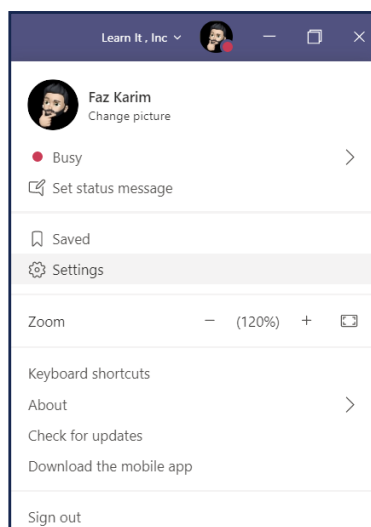 Learn It , Inc
Faz Karim
Change picture
Busy
Set status message
Saved
Settings
Zoom − (120%) +
Keyboard shortcuts
About
Check for updates
Download the mobile app
Sign out